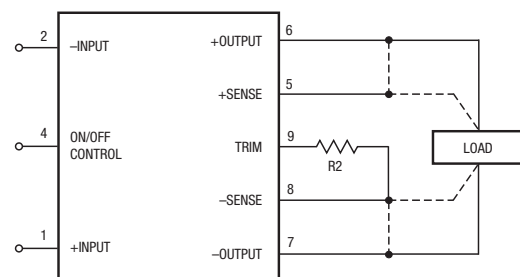 2
–INPUT
+OUTPUT
6
+SENSE
5
4
ON/OFF
CONTROL
TRIM
9
R2
LOAD
–SENSE
8
1
+INPUT
–OUTPUT
7